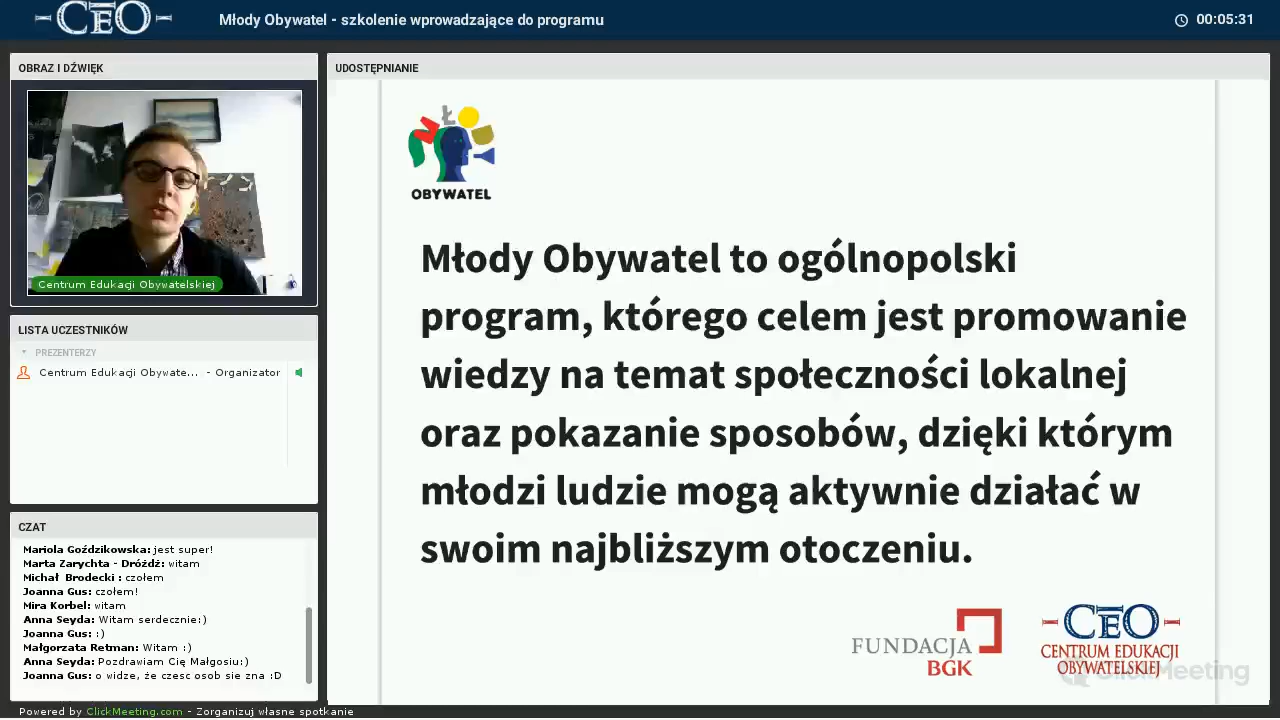 CEO
Młody Obywatel - szkolenie wprowadzające do programu
00:05:31
OBRAZ I DŹWIĘK
Centrum Edukacji Obywatelskiej
LISTA UCZESTNIKÓW
PREZENTERZY
Centrum Edukacji Obywate... - Organizator
CZAT
Mariola Goździkowska: jest super!
Marta Zarychta - Dróżdż: witam
Michał Brodecki : czołem
Joanna Gus: czołem!
Mira Korbel: witam
Anna Seyda: Witam serdecznie:)
Joanna Gus: :)
Małgorzata Retman: Witam :)
Anna Seyda: Pozdrawiam Cię Małgosiu:)
Joanna Gus: o widze, że czesc osob sie zna :D
UDOSTĘPNIANIE
Ł
OBYWATEL
Młody Obywatel to ogólnopolski
program, którego celem jest promowanie
wiedzy na temat społeczności lokalnej
oraz pokazanie sposobów, dzięki którym
młodzi ludzie mogą aktywnie działać w
swoim najbliższym otoczeniu.
FUNDACJA
BGK
CEO
CENTRUM EDUKACJI
OBYWATELSKIEJ
ClickMeeting
Powered by ClickMeeting.com - Zorganizuj własne spotkanie